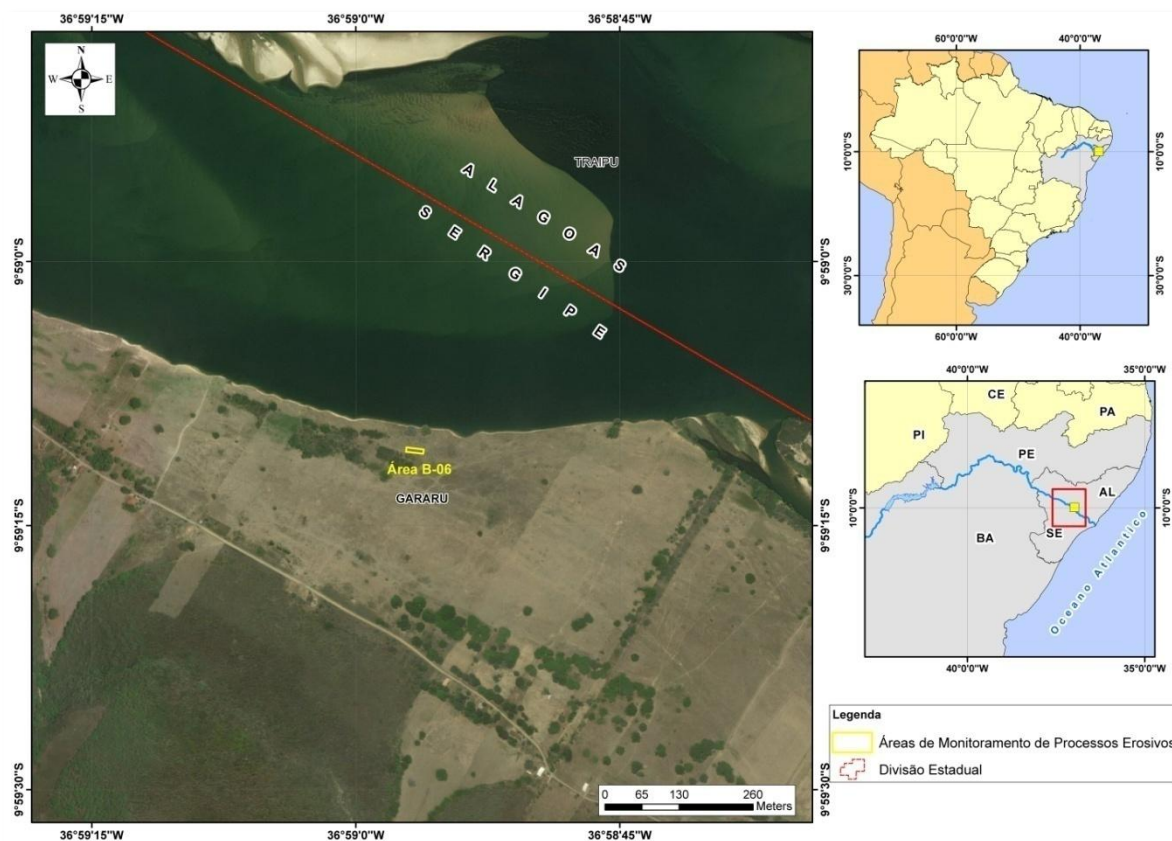 36°59'15"W 36°59'0"W 36°58'45"W
N
W E
S
TRAIPU
ALAGOAS
SERGIPE
9°59'0"S 9°59'0"S
Área B-06
GARARU
9°59'15"S 9°59'15"S
9°59'30"S 9°59'30"S
0 65 130 260
Meters
36°59'15"W 36°59'0"W 36°58'45"W
60°0'0"W 40°0'0"W
10°0'0"S 10°0'0"S
30°0'0"S 30°0'0"S
60°0'0"W 40°0'0"W
40°0'0"W 35°0'0"W
CE
PA
PI
PE
AL
10°0'0"S 10°0'0"S
SE
BA
Oceano Atlantico
40°0'0"W 35°0'0"W
Legenda
Áreas de Monitoramento de Processos Erosivos
Divisão Estadual